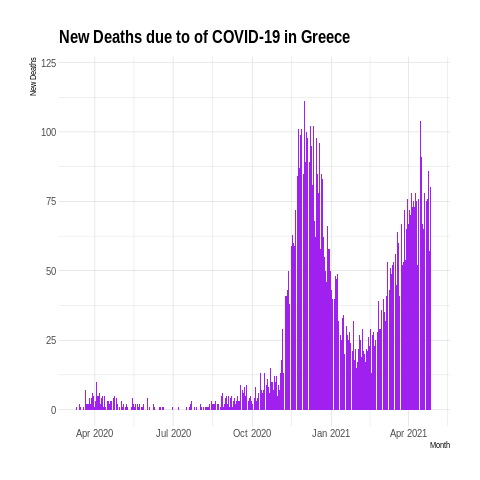 New Deaths due to of COVID-19 in Greece
New Deaths
125
100
75
50
25
0
Apr 2020 Jul 2020 Oct 2020 Jan 2021 Apr 2021
Month